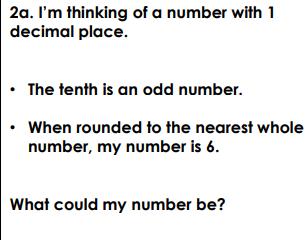 2a. I'm thinking of a number with 1
decimal place.
• The tenth is an odd number.
• When rounded to the nearest whole
number, my number is 6.
What could my number be?